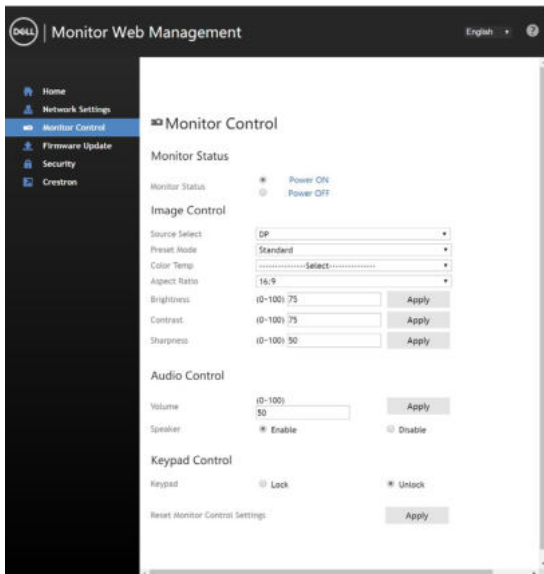 DELL Monitor Web Management
English
?
Home
Network Settings
Monitor Control
Firmware Update
Security
Crestron
Monitor Control
Monitor Status
Monitor Status Power ON
Power OFF
Image Control
Source Select DP
Preset Mode Standard
Color Temp ---------------Select---------------
Aspect Ratio 16:9
Brightness (0~100) 75 Apply
Contrast (0~100) 75 Apply
Sharpness (0~100) 50 Apply
Audio Control
(0~100)
Volume 50 Apply
Speaker Enable Disable
Keypad Control
Keypad Lock Unlock
Reset Monitor Control Settings Apply